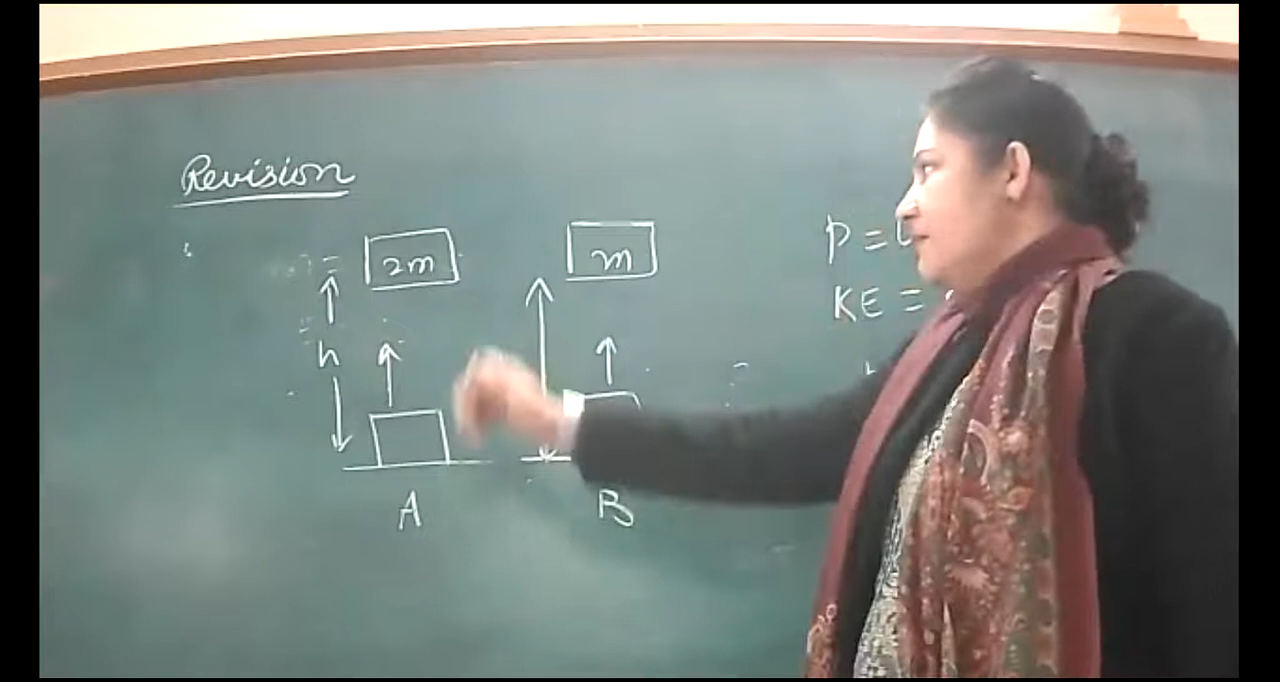 Revision
2m
m
P =
KE =
h
A
B